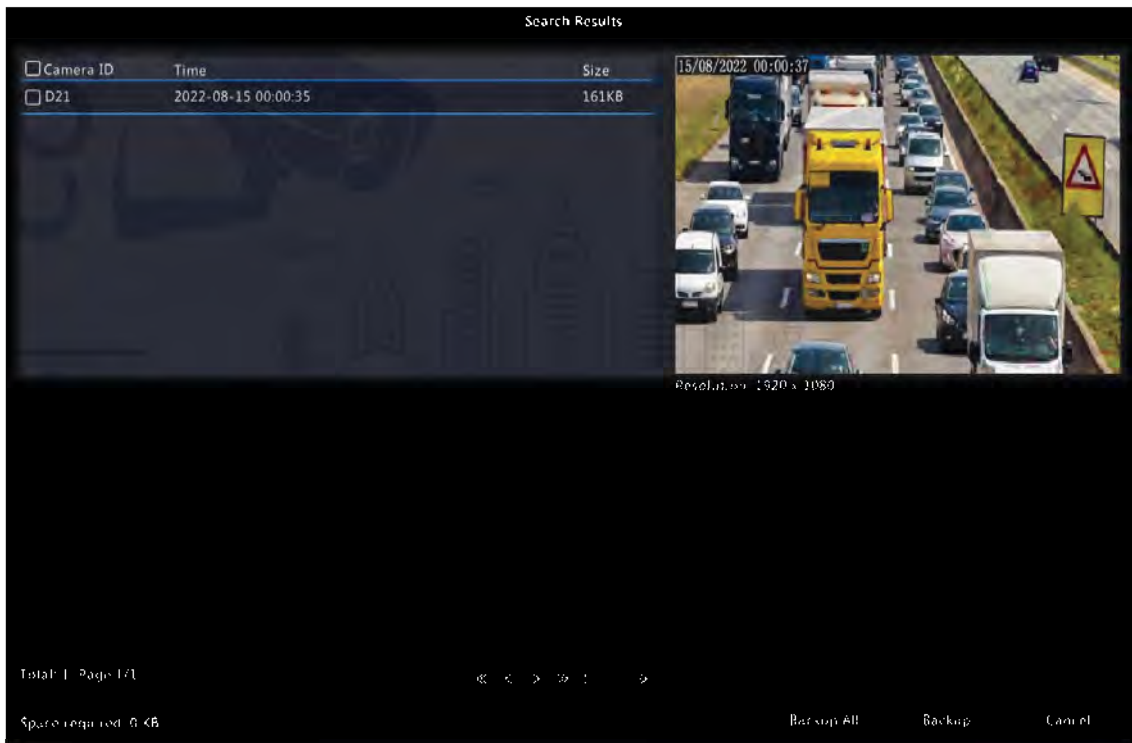 Search Results
Camera ID Time Size
D21 2022-08-15 00:00:35 161KB
15/08/2022 00:00:37
Resolution: 1920 x 1080
Total: 1 Page 1/1
« < > » 1 →
Space required: 0 KB
Backup All Backup Cancel